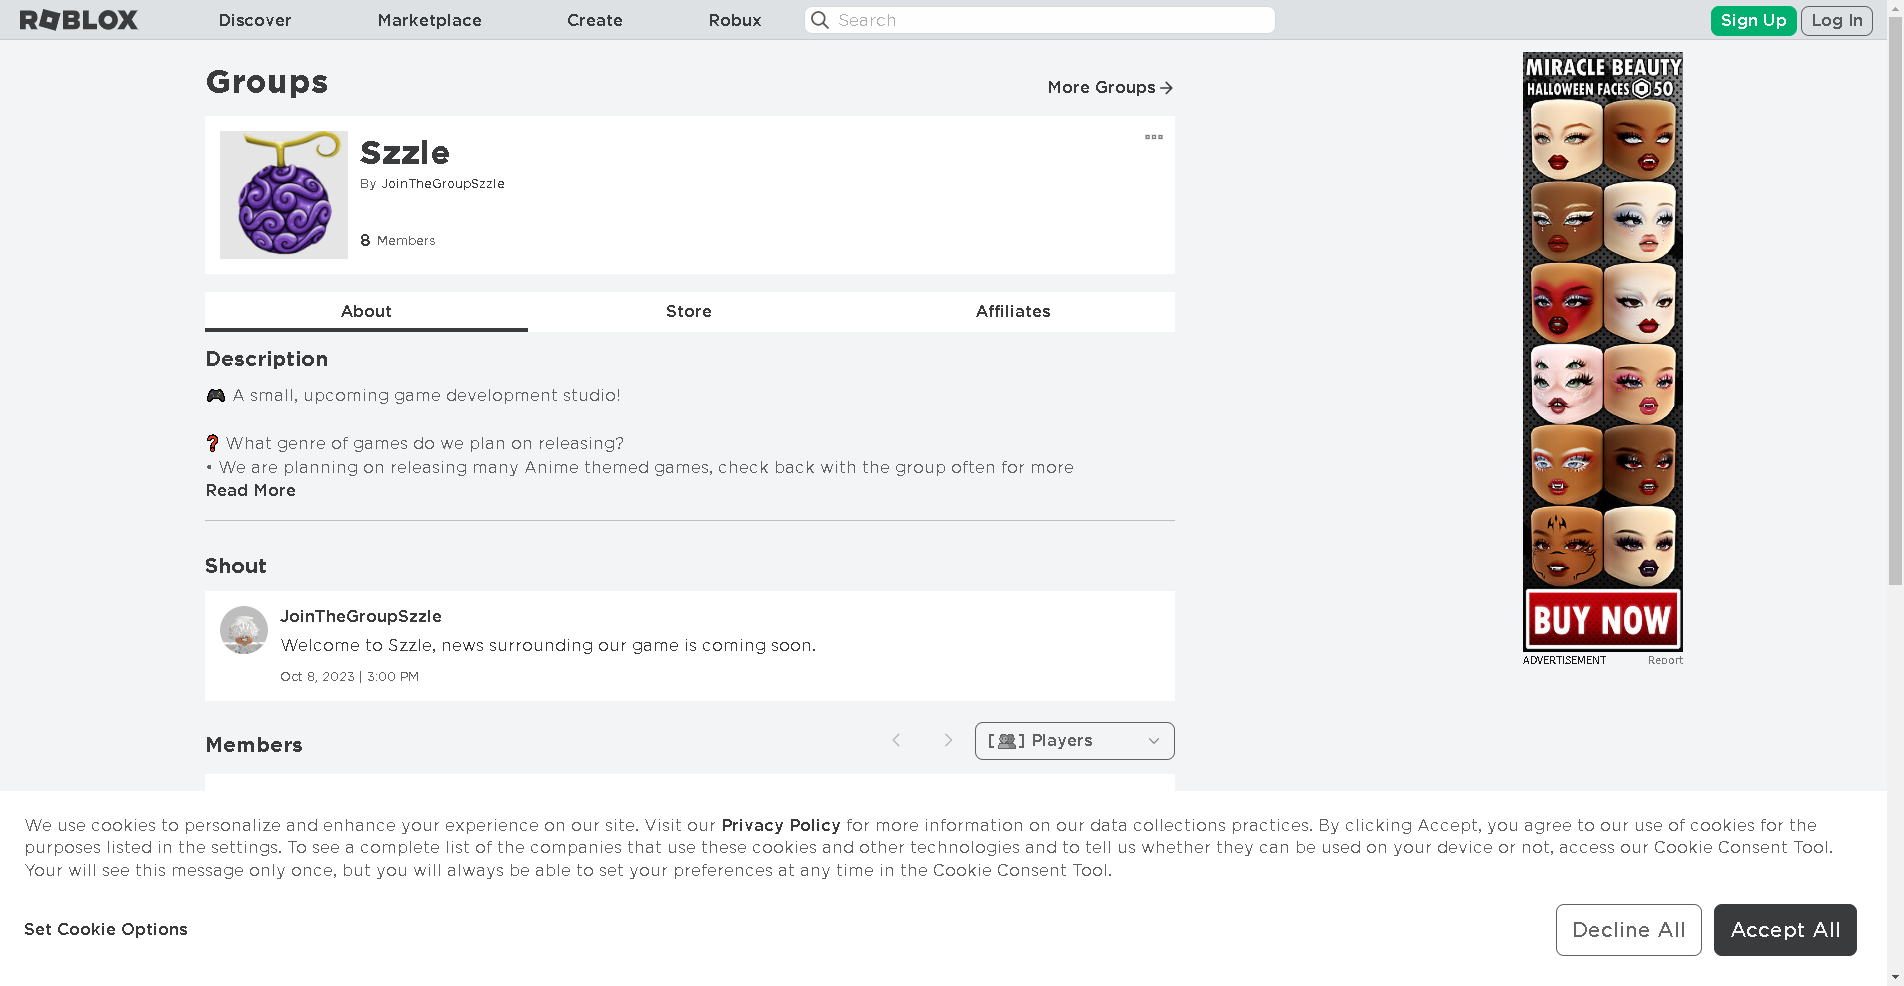 ROBLOX
Discover
Marketplace
Create
Robux
Search
Sign Up
Log In
Groups
More Groups
Szzle
By JoinTheGroupSzzle
8 Members
About
Store
Affiliates
Description
🎮 A small, upcoming game development studio!
❓ What genre of games do we plan on releasing?
• We are planning on releasing many Anime themed games, check back with the group often for more
Read More
Shout
JoinTheGroupSzzle
Welcome to Szzle, news surrounding our game is coming soon.
Oct 8, 2023 | 3:00 PM
Members
[👥] Players
MIRACLE BEAUTY
HALLOWEEN FACES 50
BUY NOW
ADVERTISEMENT
Report
We use cookies to personalize and enhance your experience on our site. Visit our Privacy Policy for more information on our data collections practices. By clicking Accept, you agree to our use of cookies for the
purposes listed in the settings. To see a complete list of the companies that use these cookies and other technologies and to tell us whether they can be used on your device or not, access our Cookie Consent Tool.
Your will see this message only once, but you will always be able to set your preferences at any time in the Cookie Consent Tool.
Set Cookie Options
Decline All
Accept All